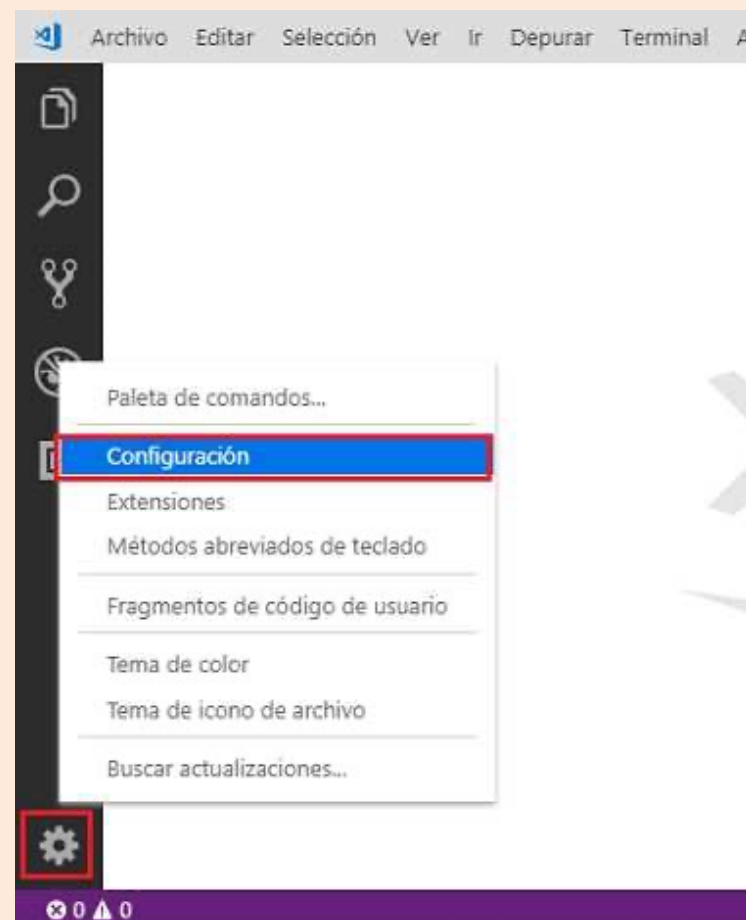 Archivo Editar Selección Ver Ir Depurar Terminal A
Paleta de comandos...
Configuración
Extensiones
Métodos abreviados de teclado
Fragmentos de código de usuario
Tema de color
Tema de icono de archivo
Buscar actualizaciones...
0 0